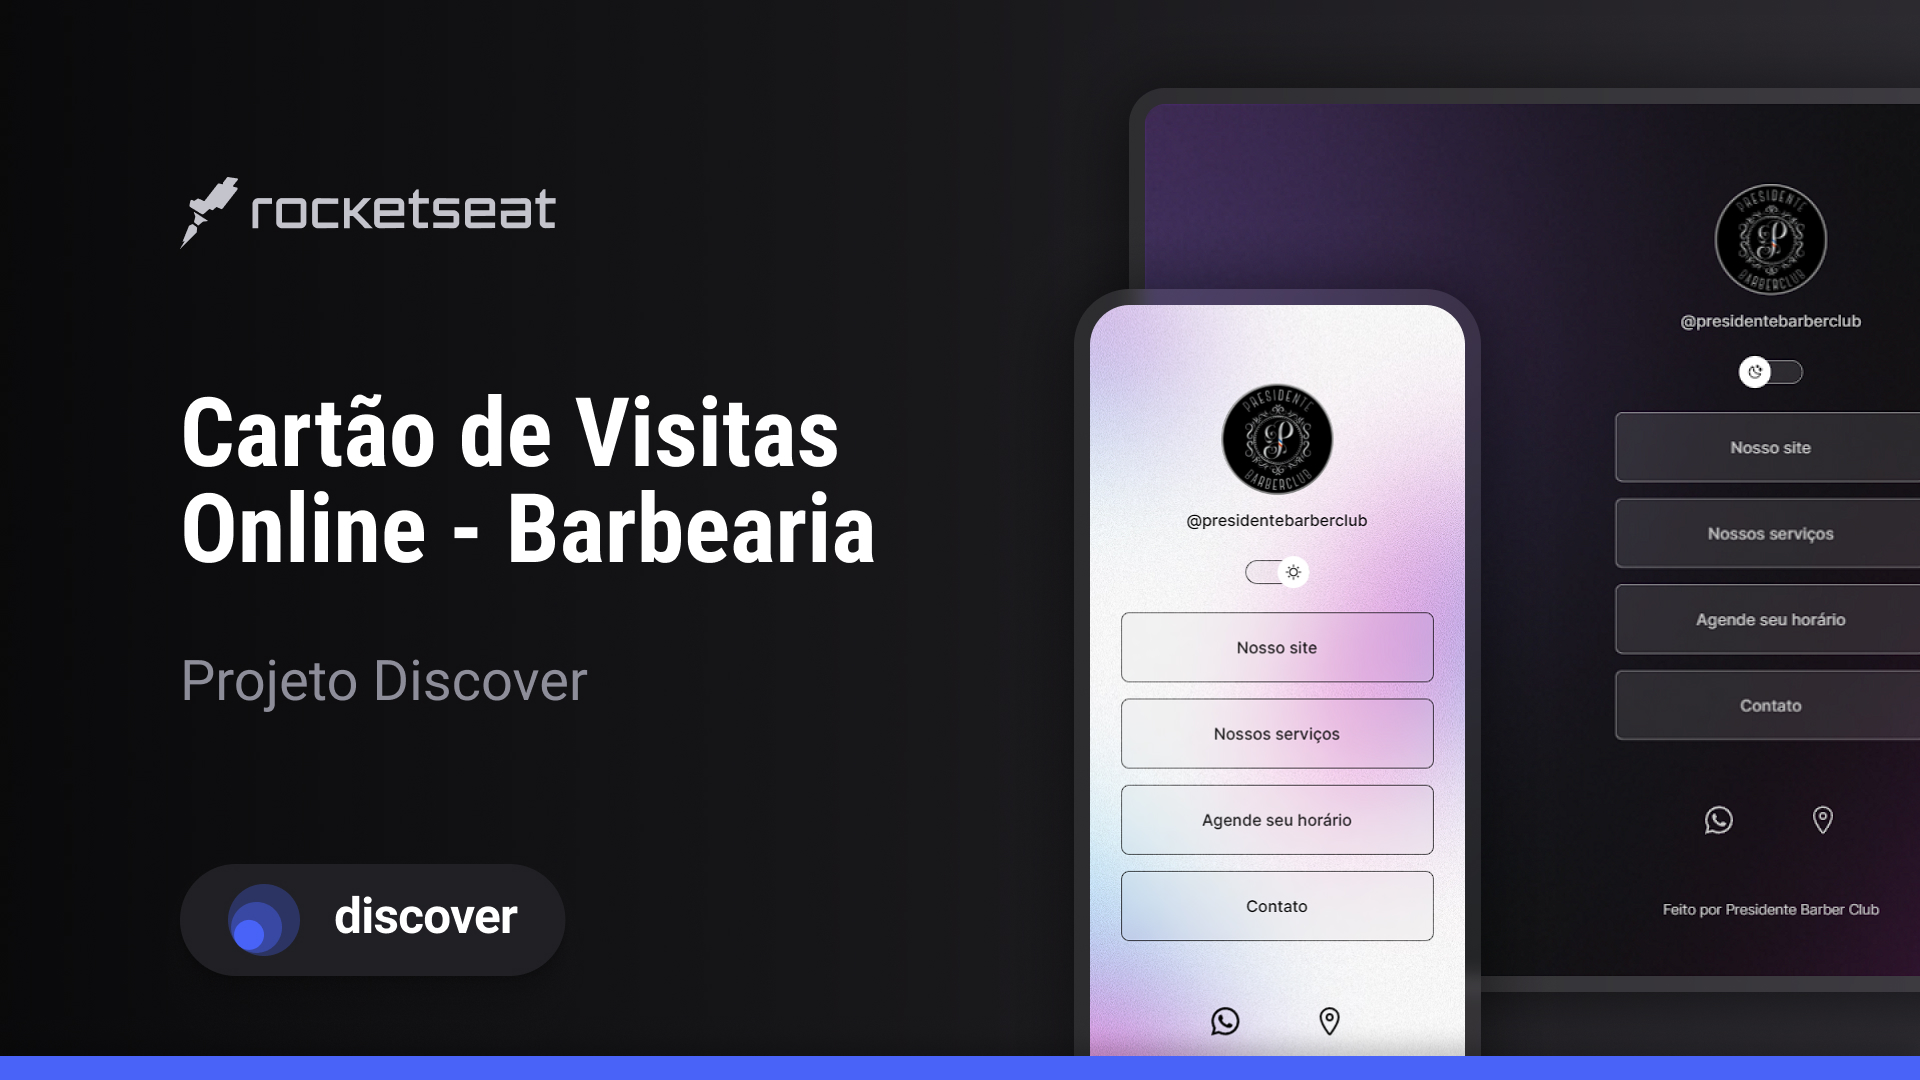 rocketseat
Cartão de Visitas
Online - Barbearia
Projeto Discover
discover
PRESIDENTE
P
BARBERCLUB
@presidentebarberclub
Nosso site
Nossos serviços
Agende seu horário
Contato
PRESIDENTE
P
BARBERCLUB
@presidentebarberclub
Nosso site
Nossos serviços
Agende seu horário
Contato
Feito por Presidente Barber Club